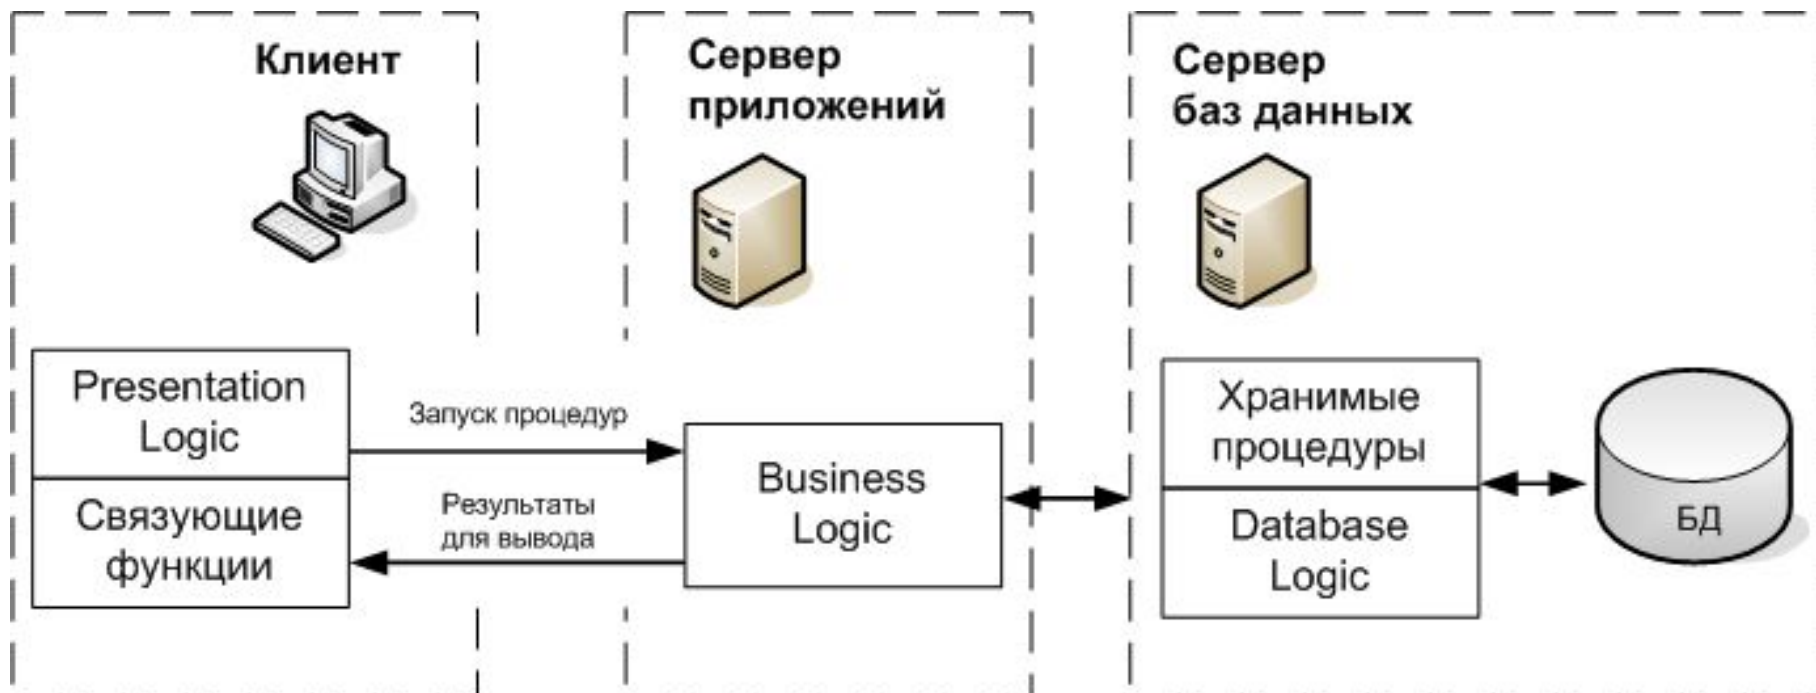 Клиент
Сервер
приложений
Сервер
баз данных
Presentation
Logic
Связующие
функции
Запуск процедур
Результаты
для вывода
Business
Logic
Хранимые
процедуры
Database
Logic
БД